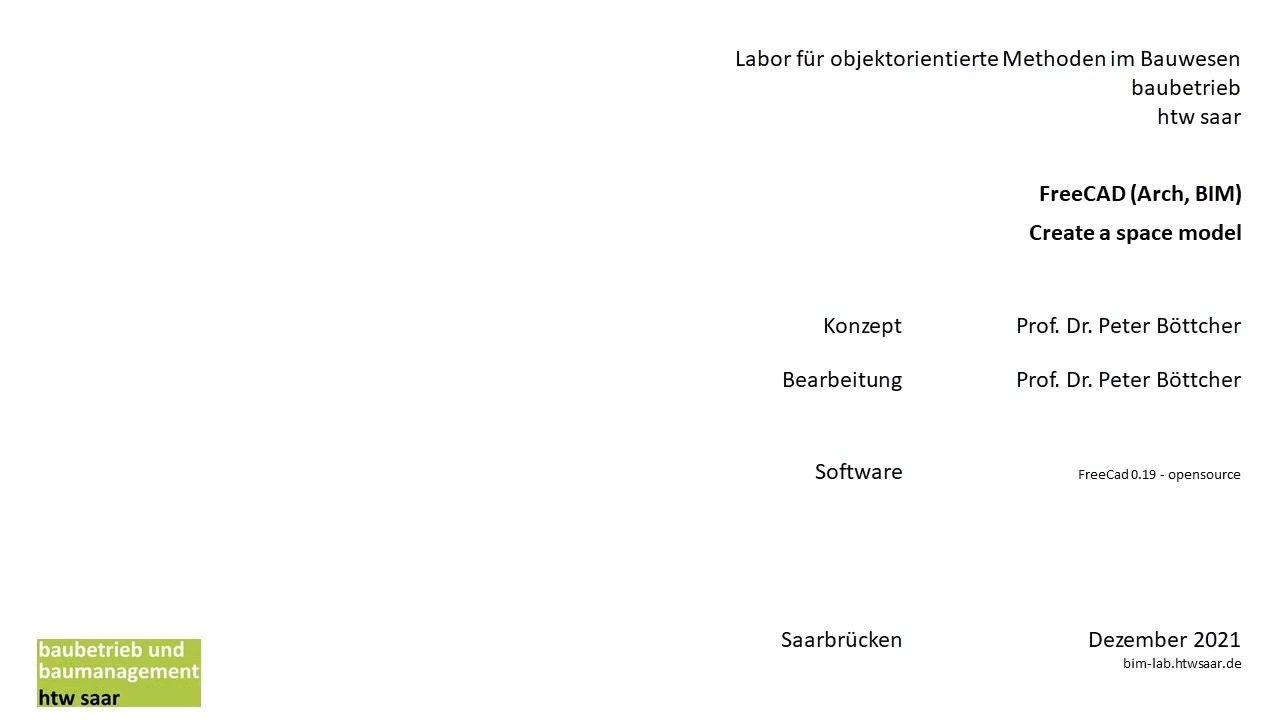 Labor für objektorientierte Methoden im Bauwesen
baubetrieb
htw saar
FreeCAD (Arch, BIM)
Create a space model
Konzept Prof. Dr. Peter Böttcher
Bearbeitung Prof. Dr. Peter Böttcher
Software FreeCad 0.19 - opensource
Saarbrücken Dezember 2021
bim-lab.htwsaar.de
baubetrieb und
baumanagement
htw saar